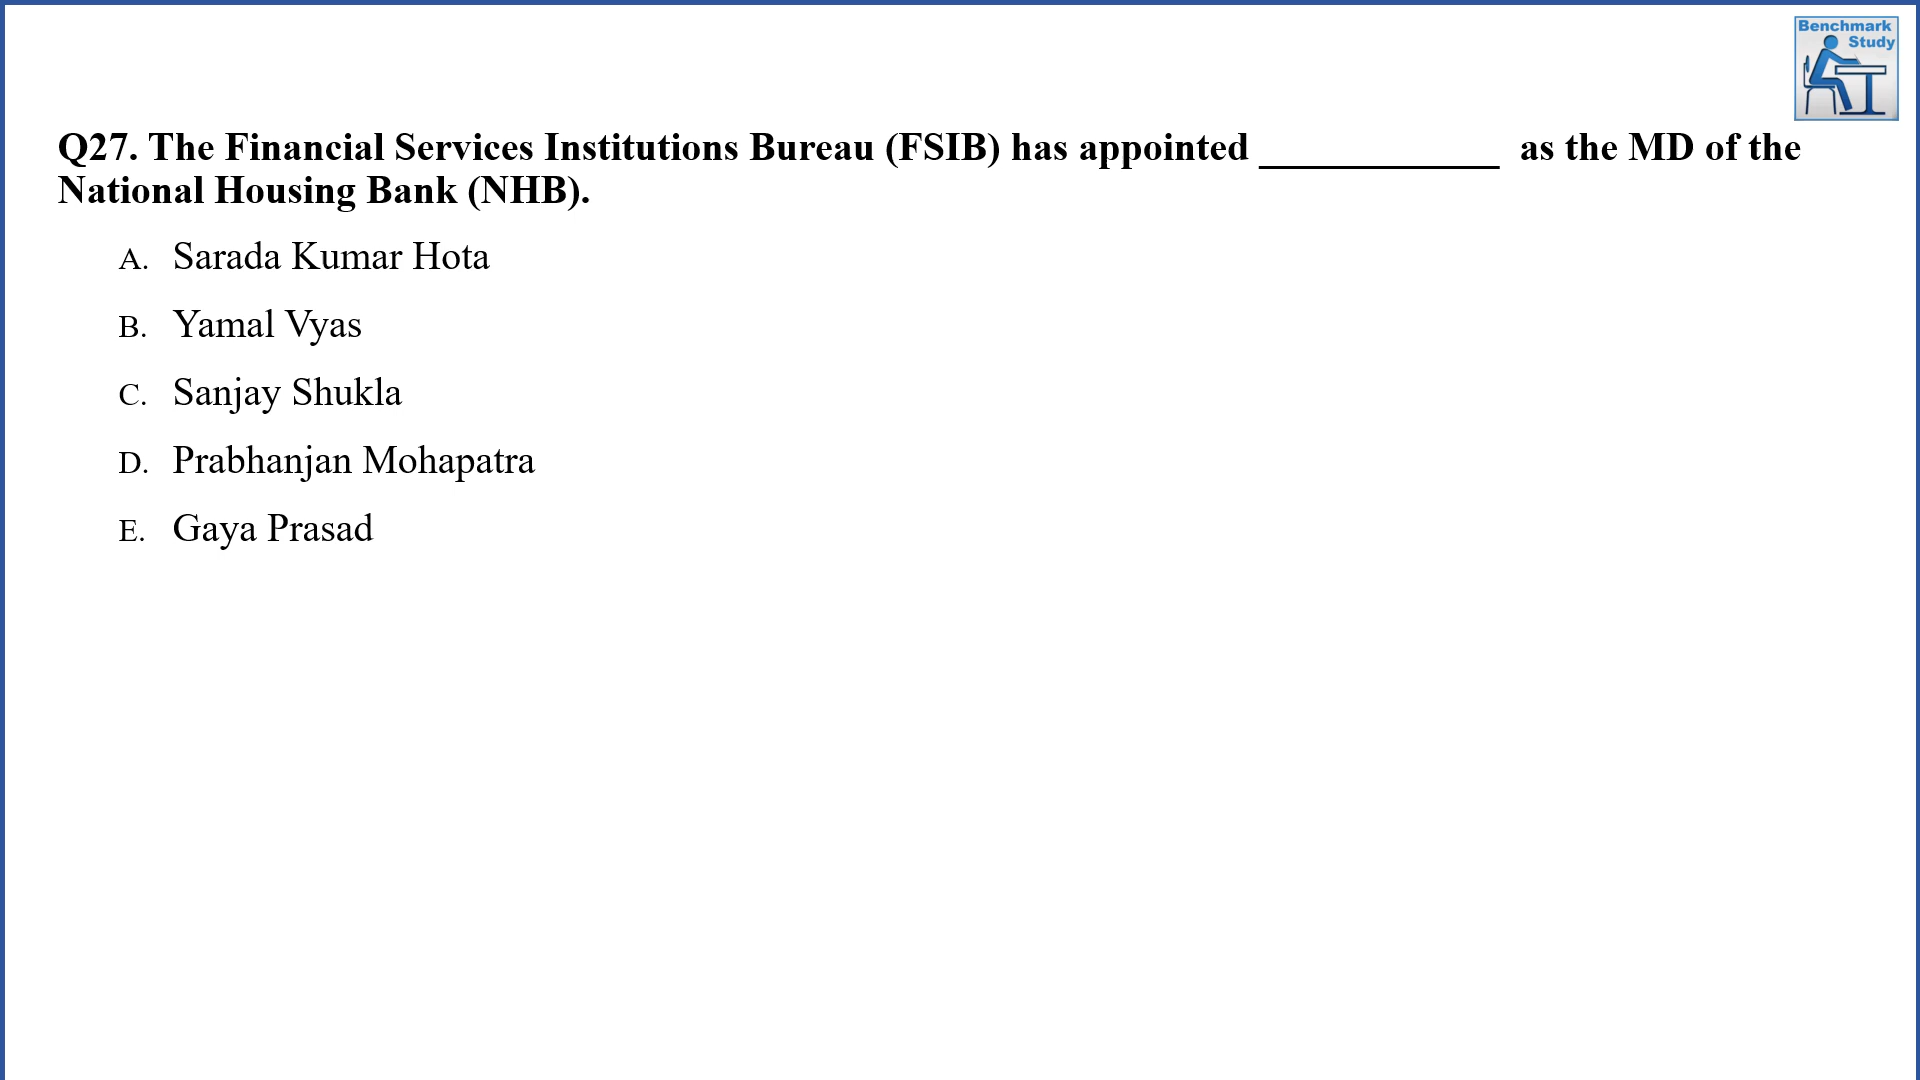 Benchmark
Study
Q27. The Financial Services Institutions Bureau (FSIB) has appointed ____________ as the MD of the
National Housing Bank (NHB).
A. Sarada Kumar Hota
B. Yamal Vyas
C. Sanjay Shukla
D. Prabhanjan Mohapatra
E. Gaya Prasad